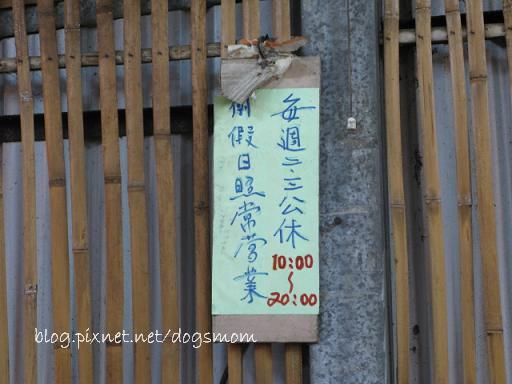 每週二、三公休
10:00
~
20:00
例假日照常营業
blog.pixnet.net/dogsmom